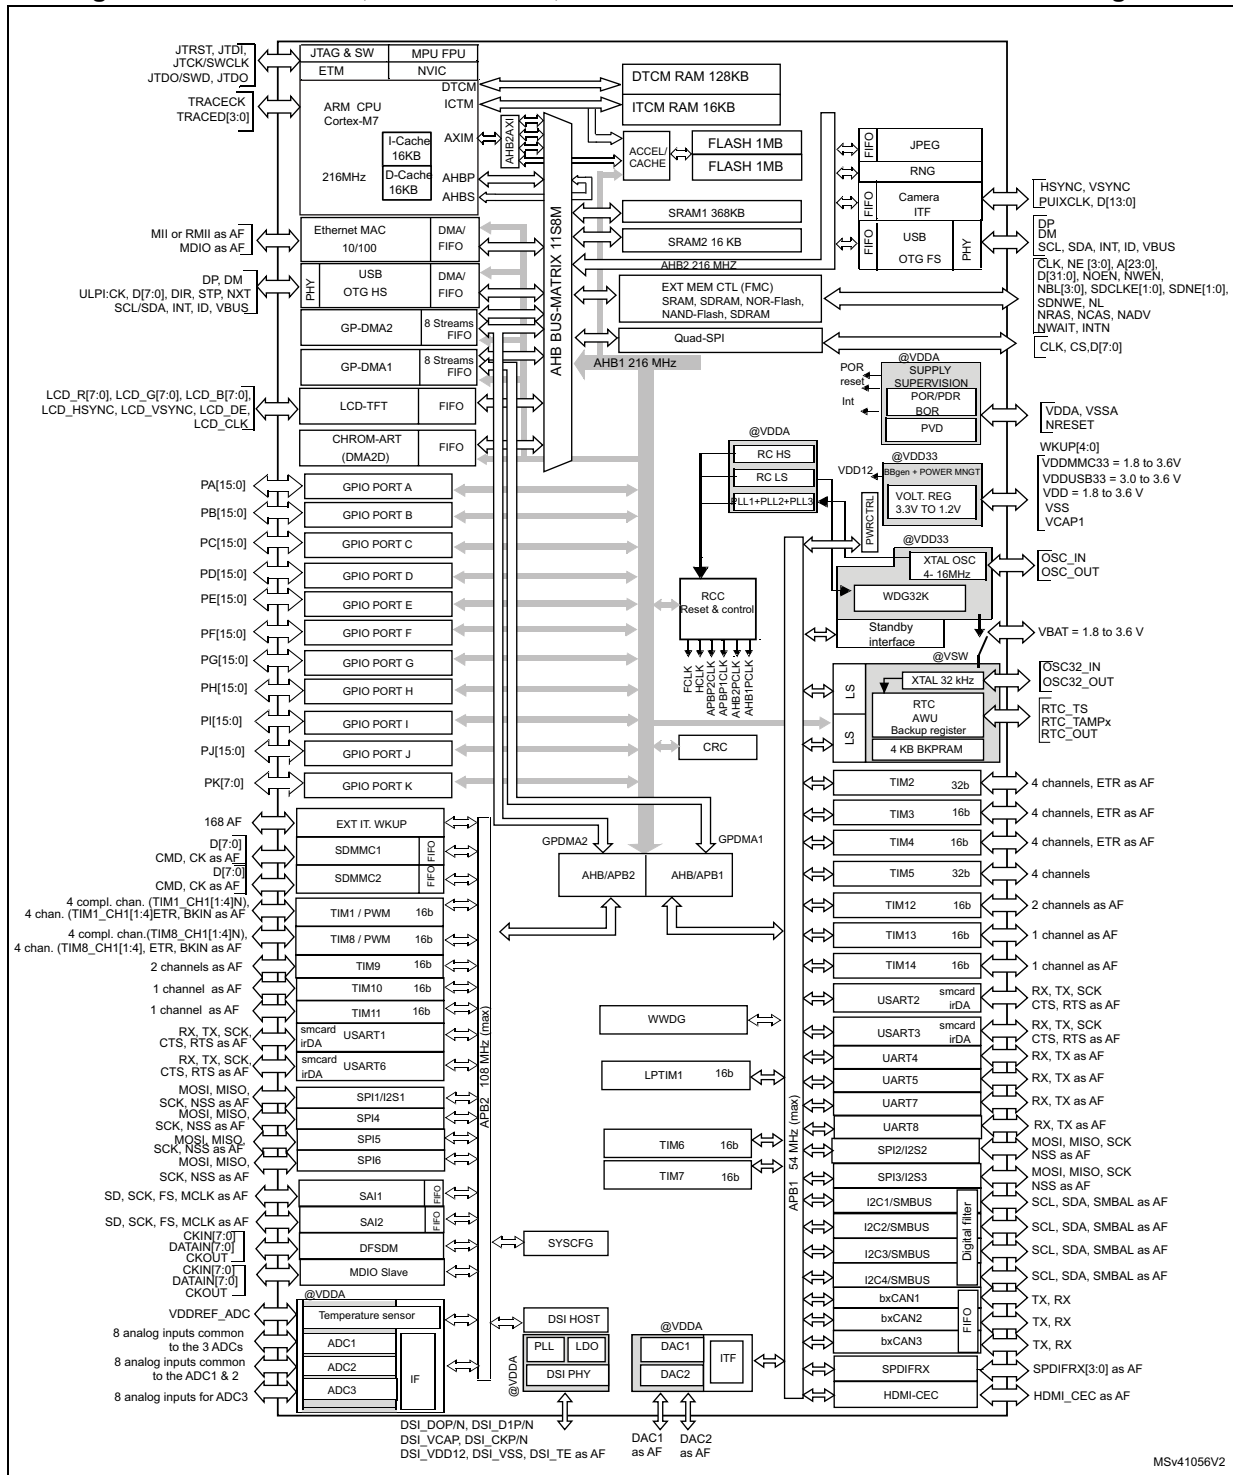 JTRST, JTDI,
JTCK/SWCLK
JTDO/SWD, JTDO
TRACECK
TRACED[3:0]
JTAG & SW
MPU FPU
ETM
NVIC
DTCM
ICTM
ARM CPU
Cortex-M7
AXIM
I-Cache
16KB
D-Cache
16KB
216MHz
AHBP
AHBS
AHB2AXI
AHB BUS-MATRIX 11S8M
DTCM RAM 128KB
ITCM RAM 16KB
ACCEL/
CACHE
FLASH 1MB
FLASH 1MB
SRAM1 368KB
SRAM2 16 KB
AHB2 216 MHZ
EXT MEM CTL (FMC)
SRAM, SDRAM, NOR-Flash,
NAND-Flash, SDRAM
Quad-SPI
AHB1 216 MHz
FIFO
JPEG
RNG
FIFO
Camera
ITF
FIFO
USB
OTG FS
PHY
HSYNC, VSYNC
PUIXCLK, D[13:0]
DP
DM
SCL, SDA, INT, ID, VBUS
CLK, NE [3:0], A[23:0],
D[31:0], NOEN, NWEN,
NBL[3:0], SDCLKE[1:0], SDNE[1:0],
SDNWE, NL
NRAS, NCAS, NADV
NWAIT, INTN
CLK, CS,D[7:0]
MII or RMII as AF
MDIO as AF
Ethernet MAC
10/100
DMA/
FIFO
DP, DM
ULPI:CK, D[7:0], DIR, STP, NXT
SCL/SDA, INT, ID, VBUS
PHY
USB
OTG HS
DMA/
FIFO
GP-DMA2
8 Streams
FIFO
GP-DMA1
8 Streams
FIFO
LCD_R[7:0], LCD_G[7:0], LCD_B[7:0],
LCD_HSYNC, LCD_VSYNC, LCD_DE,
LCD_CLK
LCD-TFT
FIFO
CHROM-ART
(DMA2D)
FIFO
@VDDA
POR
reset
Int
SUPPLY
SUPERVISION
POR/PDR
BOR
PVD
VDDA, VSSA
NRESET
WKUP[4:0]
@VDD33
VDD12
BBgen + POWER MNGT
VOLT. REG
3.3V TO 1.2V
VDDMMC33 = 1.8 to 3.6V
VDDUSB33 = 3.0 to 3.6 V
VDD = 1.8 to 3.6 V
VSS
VCAP1
@VDDA
RC HS
RC LS
PLL1+PLL2+PLL3
PWRCTRL
@VDD33
XTAL OSC
4- 16MHz
WDG32K
OSC_IN
OSC_OUT
Standby
interface
VBAT = 1.8 to 3.6 V
@VSW
LS
LS
XTAL 32 kHz
RTC
AWU
Backup register
4 KB BKPRAM
OSC32_IN
OSC32_OUT
RTC_TS
RTC_TAMPx
RTC_OUT
RCC
Reset & control
FCLK
HCLK
APBP2CLK
APBP1CLK
AHB2PCLK
AHB1PCLK
CRC
PA[15:0]
GPIO PORT A
PB[15:0]
GPIO PORT B
PC[15:0]
GPIO PORT C
PD[15:0]
GPIO PORT D
PE[15:0]
GPIO PORT E
PF[15:0]
GPIO PORT F
PG[15:0]
GPIO PORT G
PH[15:0]
GPIO PORT H
PI[15:0]
GPIO PORT I
PJ[15:0]
GPIO PORT J
PK[7:0]
GPIO PORT K
168 AF
EXT IT. WKUP
D[7:0]
CMD, CK as AF
SDMMC1
FIFO
D[7:0]
CMD, CK as AF
SDMMC2
FIFO
4 compl. chan. (TIM1_CH1[1:4]N),
4 chan. (TIM1_CH1[1:4]ETR, BKIN as AF
TIM1 / PWM
16b
4 compl. chan.(TIM8_CH1[1:4]N),
4 chan. (TIM8_CH1[1:4], ETR, BKIN as AF
TIM8 / PWM
16b
2 channels as AF
TIM9
16b
1 channel as AF
TIM10
16b
1 channel as AF
TIM11
16b
RX, TX, SCK,
CTS, RTS as AF
smcard
irDA
USART1
RX, TX, SCK,
CTS, RTS as AF
smcard
irDA
USART6
MOSI, MISO,
SCK, NSS as AF
SPI1/I2S1
MOSI, MISO,
SCK, NSS as AF
SPI4
MOSI, MISO,
SCK, NSS as AF
SPI5
MOSI, MISO,
SCK, NSS as AF
SPI6
SD, SCK, FS, MCLK as AF
SAI1
FIFO
SD, SCK, FS, MCLK as AF
SAI2
FIFO
CKIN[7:0]
DATAIN[7:0]
CKOUT
DFSDM
CKIN[7:0]
DATAIN[7:0]
CKOUT
MDIO Slave
@VDDA
VDDREF_ADC
Temperature sensor
8 analog inputs common
to the 3 ADCs
ADC1
8 analog inputs common
to the ADC1 & 2
ADC2
8 analog inputs for ADC3
ADC3
IF
APB2 108 MHz (max)
GPDMA2
GPDMA1
AHB/APB2
AHB/APB1
WWDG
LPTIM1
16b
TIM6
16b
TIM7
16b
SYSCFG
DSI HOST
@VDDA
PLL
LDO
DSI PHY
@VDDA
DAC1
DAC2
ITF
DSI_DOP/N, DSI_D1P/N
DSI_VCAP, DSI_CKP/N
DSI_VDD12, DSI_VSS, DSI_TE as AF
DAC1
as AF
DAC2
as AF
APB1 54 MHz (max)
TIM2
32b
4 channels, ETR as AF
TIM3
16b
4 channels, ETR as AF
TIM4
16b
4 channels, ETR as AF
TIM5
32b
4 channels
TIM12
16b
2 channels as AF
TIM13
16b
1 channel as AF
TIM14
16b
1 channel as AF
USART2
smcard
irDA
RX, TX, SCK
CTS, RTS as AF
USART3
smcard
irDA
RX, TX, SCK
CTS, RTS as AF
UART4
RX, TX as AF
UART5
RX, TX as AF
UART7
RX, TX as AF
UART8
RX, TX as AF
SPI2/I2S2
MOSI, MISO, SCK
NSS as AF
SPI3/I2S3
MOSI, MISO, SCK
NSS as AF
I2C1/SMBUS
SCL, SDA, SMBAL as AF
I2C2/SMBUS
SCL, SDA, SMBAL as AF
I2C3/SMBUS
SCL, SDA, SMBAL as AF
I2C4/SMBUS
SCL, SDA, SMBAL as AF
Digital filter
bxCAN1
TX, RX
bxCAN2
TX, RX
bxCAN3
TX, RX
FIFO
SPDIFRX
SPDIFRX[3:0] as AF
HDMI-CEC
HDMI_CEC as AF
MSv41056V2